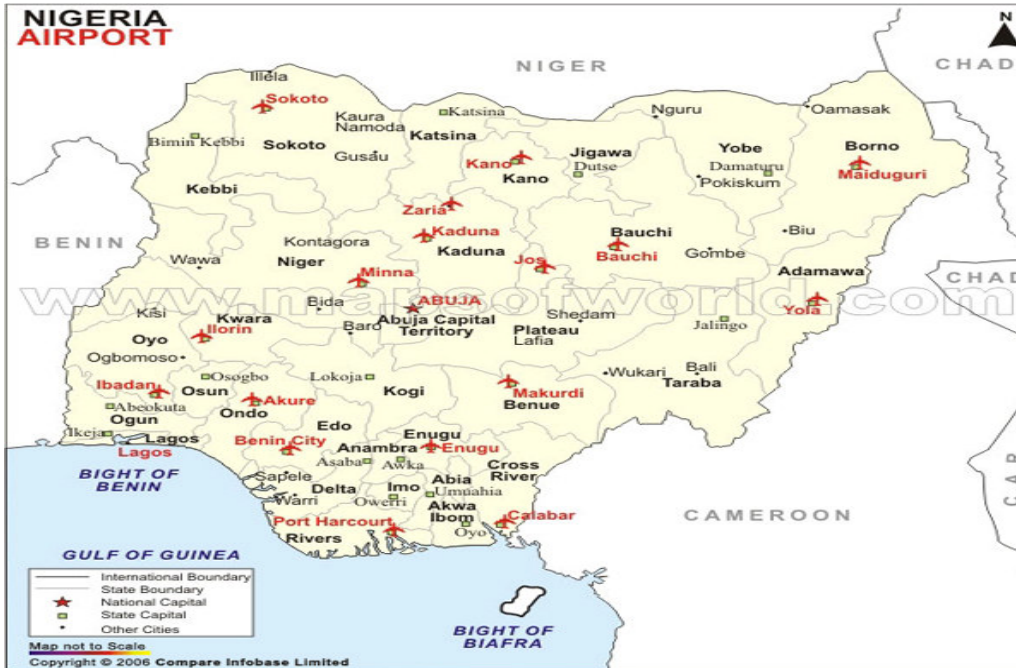 NIGERIA
AIRPORT
N
NIGER
CHAD
Illela
Sokoto
Kaura
Namoda
Katsina
Katsina
Nguru
Oamasak
Bimin Kebbi
Sokoto
Gusau
Kano
Kano
Jigawa
Dutse
Yobe
Damaturu
Pokiskum
Borno
Maiduguri
Kebbi
Zaria
Kaduna
Kaduna
Bauchi
Bauchi
Gombe
Biu
BENIN
Kontagora
Wawa
Niger
Minna
Jos
Adamawa
CHAD
www.mapsofworld.com
Kisi
Bida
ABUJA
Abuja Capital
Territory
Shedam
Yola
Jalingo
Kwara
Ilorin
Baro
Plateau
Lafia
Oyo
Ogbomoso
Wukari
Bali
Taraba
Ibadan
Osogbo
Osun
Lokoja
Kogi
Makurdi
Benue
Abeokuta
Ogun
Akure
Ondo
Edo
Ikeja
Lagos
Lagos
Benin City
Anambra
Enugu
Enugu
Asaba
Awka
Cross
River
BIGHT OF
BENIN
Sapele
Delta
Imo
Abia
Umuahia
Warri
Owerri
Akwa
Ibom
Port Harcourt
Rivers
Oyo
Calabar
CAMEROON
C.A.R
GULF OF GUINEA
International Boundary
State Boundary
National Capital
State Capital
Other Cities
BIGHT OF
BIAFRA
Map not to Scale
Copyright © 2006 Compare Infobase Limited